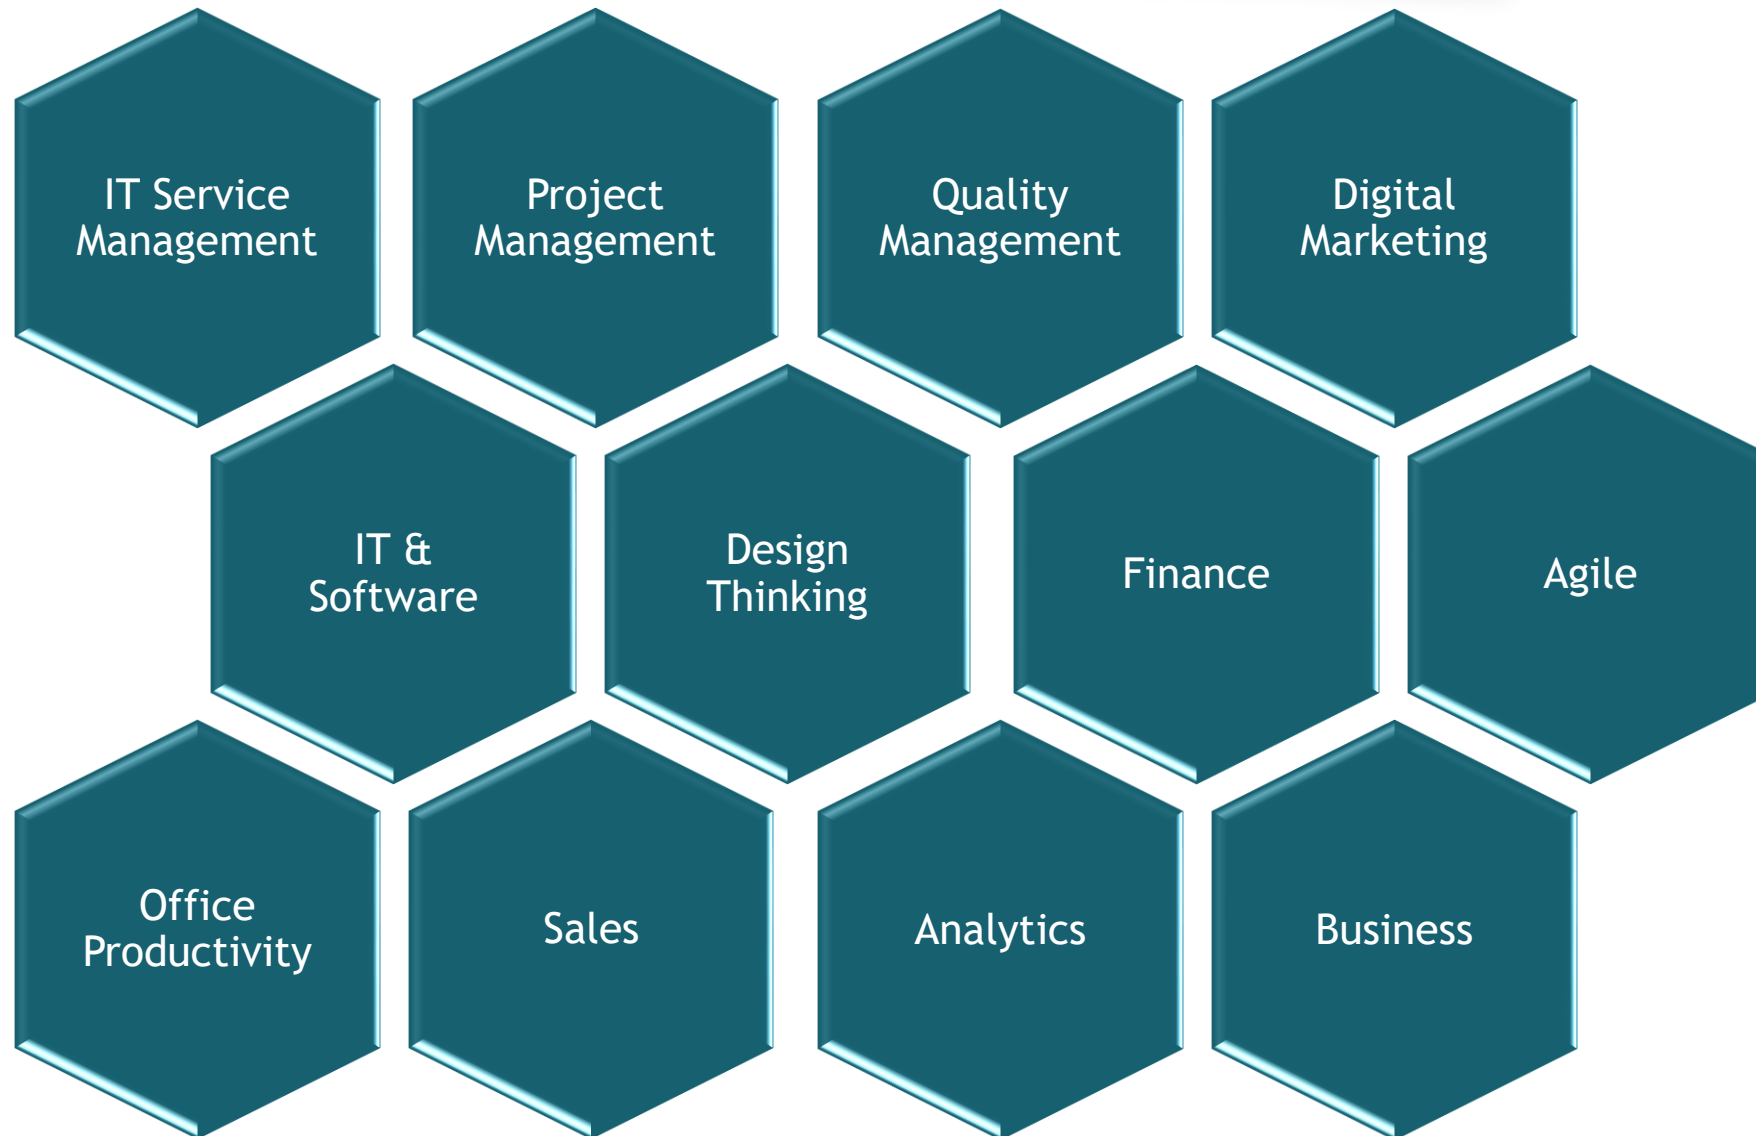 IT Service
Management
Project
Management
Quality
Management
Digital
Marketing
IT &
Software
Design
Thinking
Finance
Agile
Office
Productivity
Sales
Analytics
Business